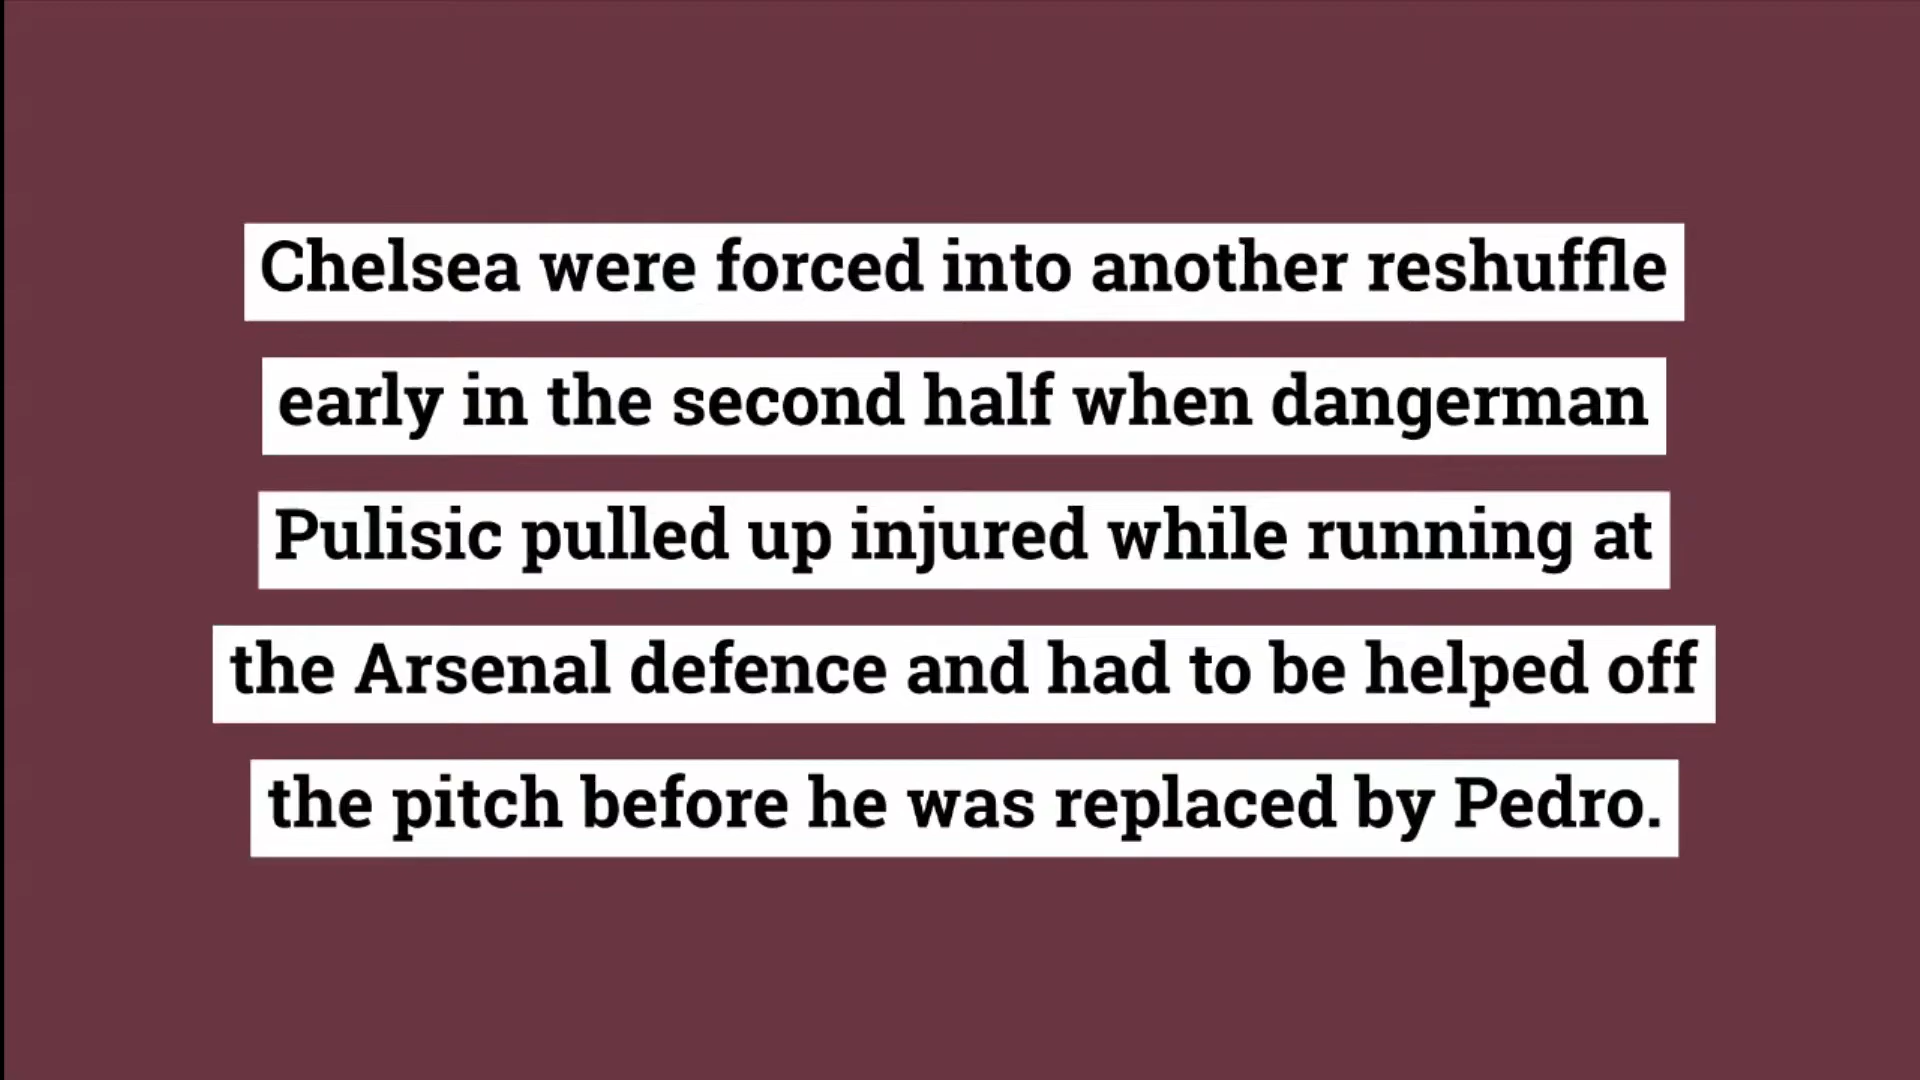 Chelsea were forced into another reshuffle
early in the second half when dangerman
Pulisic pulled up injured while running at
the Arsenal defence and had to be helped off
the pitch before he was replaced by Pedro.